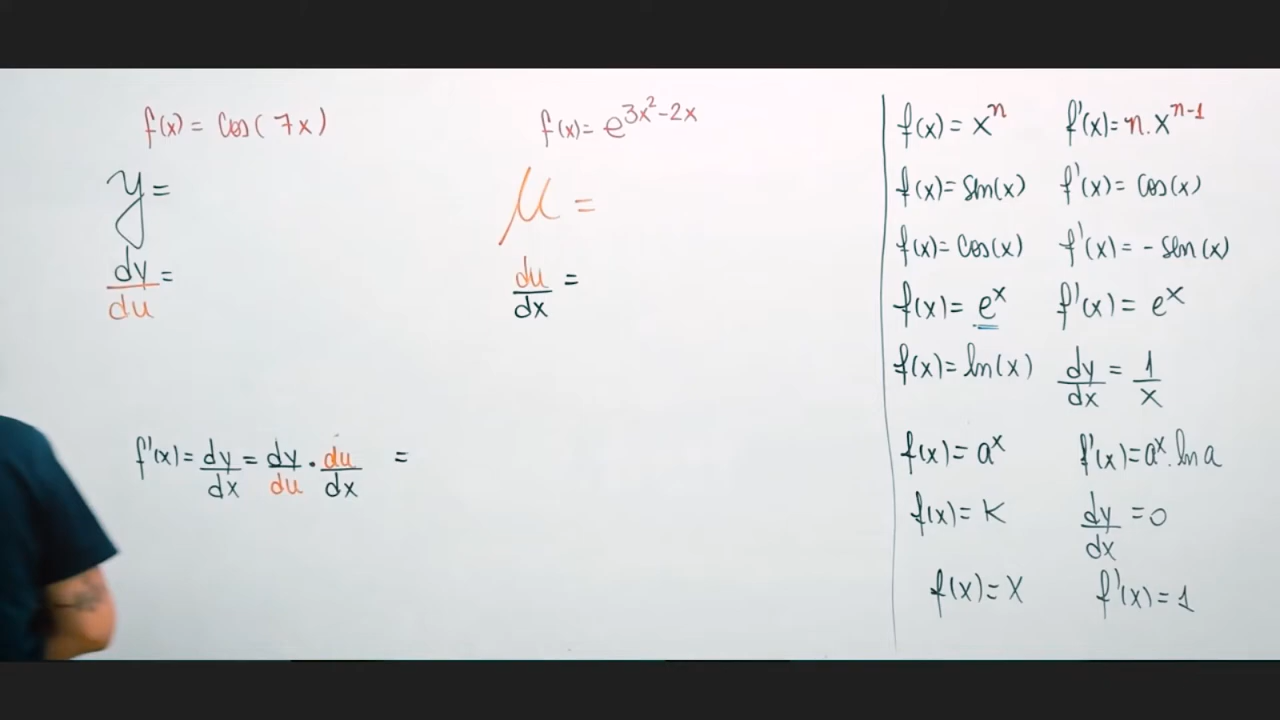 f(x) = cos(7x)
f(x) = e^{3x²-2x}
y =
μ =
dy/du =
du/dx =
f'(x) = dy/dx = dy/du · du/dx =
f(x) = x^n f'(x) = n.x^{n-1}
f(x) = sen(x) f'(x) = cos(x)
f(x) = cos(x) f'(x) = - sen(x)
f(x) = e^x f'(x) = e^x
f(x) = ln(x) dy/dx = 1/x
f(x) = a^x f'(x) = a^x . ln a
f(x) = K dy/dx = 0
f(x) = x f'(x) = 1